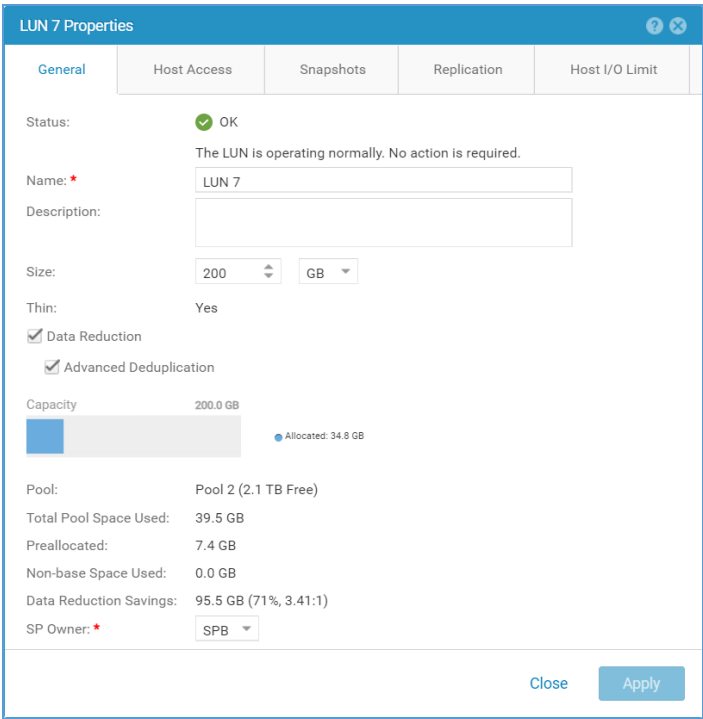 LUN 7 Properties
General Host Access Snapshots Replication Host I/O Limit
Status: OK
The LUN is operating normally. No action is required.
Name: * LUN 7
Description:
Size: 200 GB
Thin: Yes
Data Reduction
Advanced Deduplication
Capacity 200.0 GB
Allocated: 34.8 GB
Pool: Pool 2 (2.1 TB Free)
Total Pool Space Used: 39.5 GB
Preallocated: 7.4 GB
Non-base Space Used: 0.0 GB
Data Reduction Savings: 95.5 GB (71%, 3.41:1)
SP Owner: * SPB
Close Apply